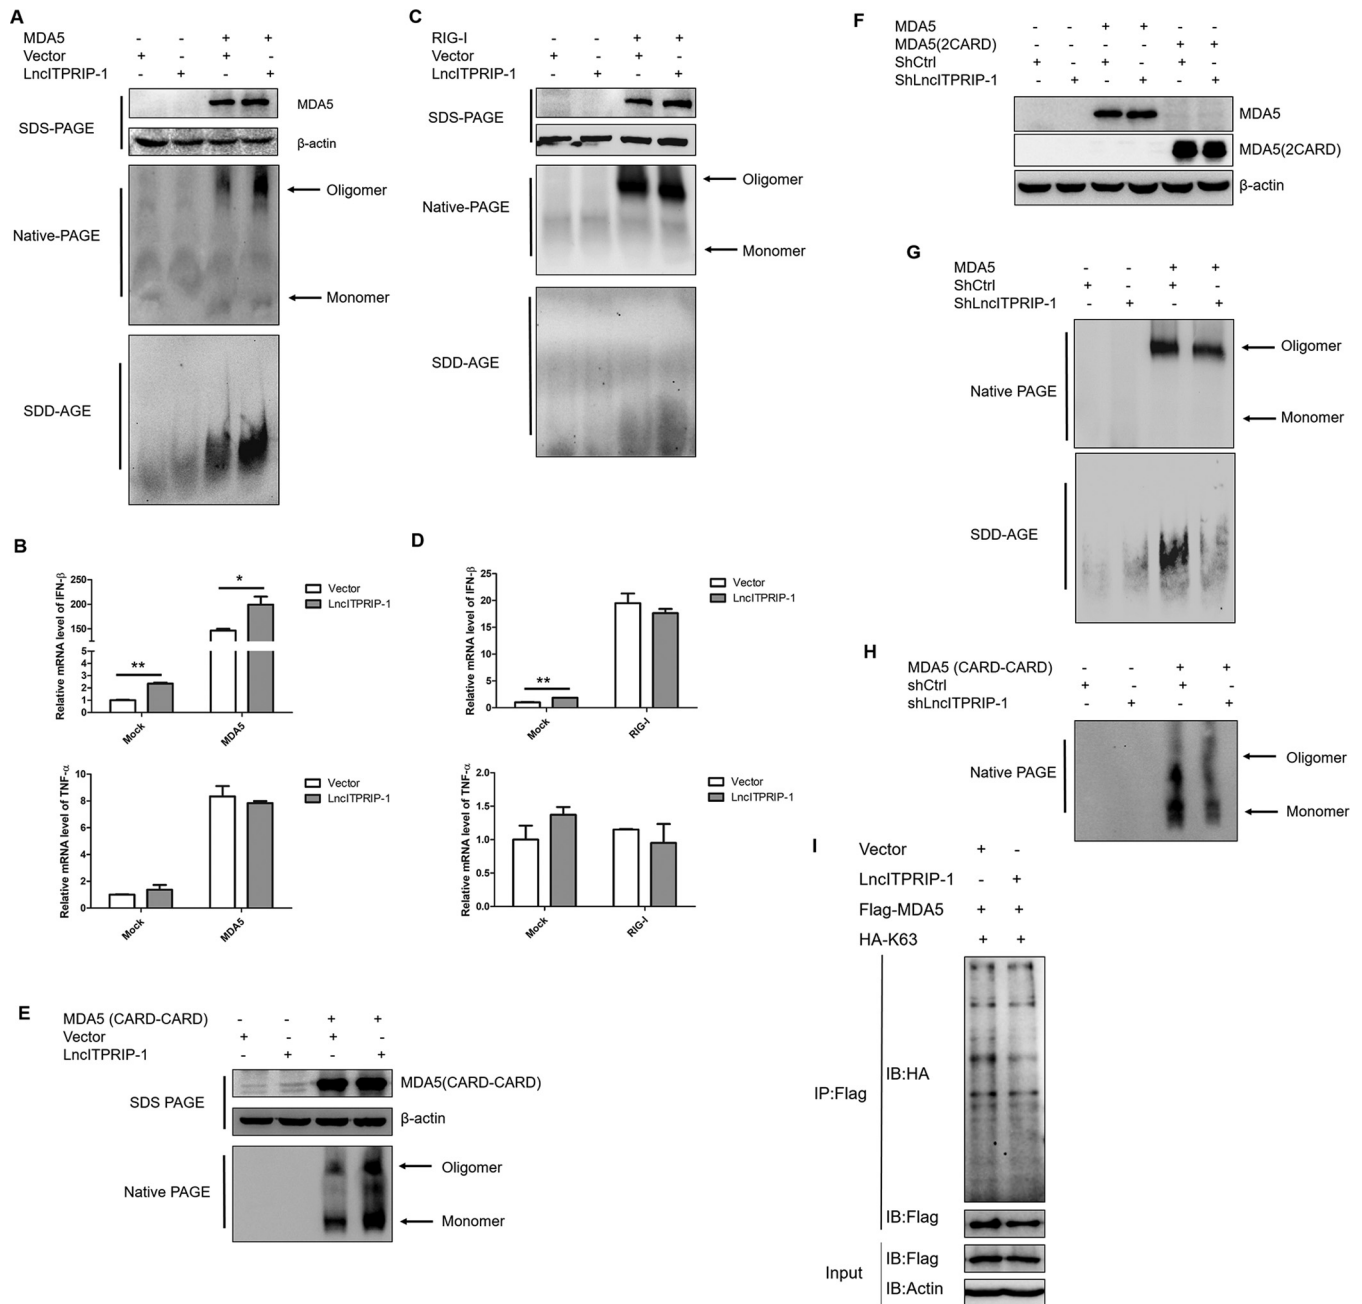 A
MDA5 - - + +
Vector + - + -
LncITPRIP-1 - + - +
SDS-PAGE
MDA5
β-actin
Native-PAGE
Oligomer
Monomer
SDD-AGE
B
Relative mRNA level of IFN-β
250
200
150
5
4
3
2
1
0
**
*
Mock
MDA5
Vector
LncITPRIP-1
Relative mRNA level of TNF-α
10
8
6
4
2
0
Mock
MDA5
Vector
LncITPRIP-1
C
RIG-I - - + +
Vector + - + -
LncITPRIP-1 - + - +
SDS-PAGE
Native-PAGE
Oligomer
Monomer
SDD-AGE
D
Relative mRNA level of IFN-β
25
20
15
10
5
0
**
Mock
RIG-I
Vector
LncITPRIP-1
Relative mRNA level of TNF-α
2.0
1.5
1.0
0.5
0.0
Mock
RIG-I
Vector
LncITPRIP-1
E
MDA5 (CARD-CARD) - - + +
Vector + - + -
LncITPRIP-1 - + - +
SDS PAGE
MDA5(CARD-CARD)
β-actin
Native PAGE
Oligomer
Monomer
F
MDA5 - - + + - -
MDA5(2CARD) - - - - + +
ShCtrl + - + - + -
ShLncITPRIP-1 - + - + - +
MDA5
MDA5(2CARD)
β-actin
G
MDA5 - - + +
ShCtrl + - + -
ShLncITPRIP-1 - + - +
Native PAGE
Oligomer
Monomer
SDD-AGE
H
MDA5 (CARD-CARD) - - + +
shCtrl + - + -
shLncITPRIP-1 - + - +
Native PAGE
Oligomer
Monomer
I
Vector + -
LncITPRIP-1 - +
Flag-MDA5 + +
HA-K63 + +
IP:Flag
IB:HA
IB:Flag
Input
IB:Flag
IB:Actin